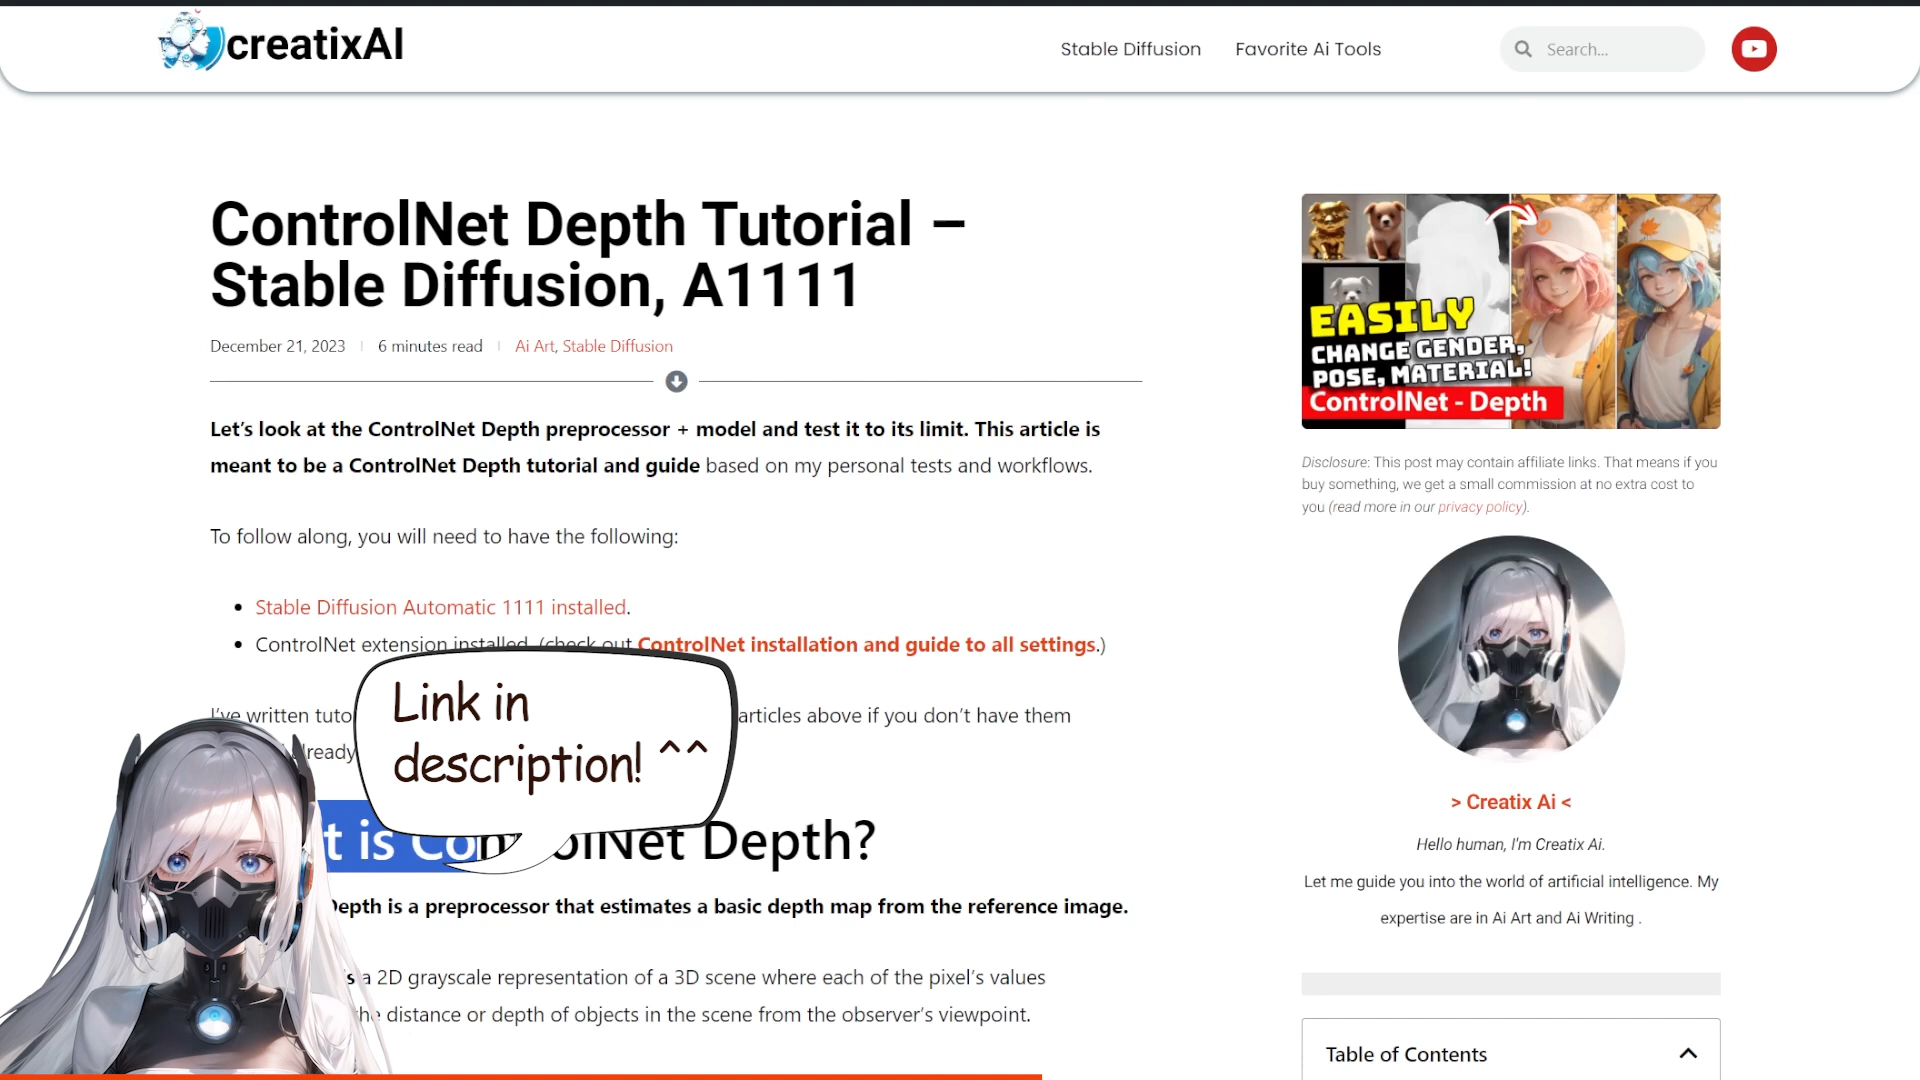 creatixAI
Stable Diffusion
Favorite Ai Tools
Search...
ControlNet Depth Tutorial –
Stable Diffusion, A1111
December 21, 2023
6 minutes read
Ai Art, Stable Diffusion
Let's look at the ControlNet Depth preprocessor + model and test it to its limit. This article is
meant to be a ControlNet Depth tutorial and guide based on my personal tests and workflows.
To follow along, you will need to have the following:
• Stable Diffusion Automatic 1111 installed.
• ControlNet extension installed. (check out ControlNet installation and guide to all settings.)
I've written
articles above if you don't have them
Link in
description! ^^
is ControlNet Depth?
Depth is a preprocessor that estimates a basic depth map from the reference image.
a 2D grayscale representation of a 3D scene where each of the pixel's values
the distance or depth of objects in the scene from the observer's viewpoint.
EASILY
CHANGE GENDER,
POSE, MATERIAL!
ControlNet - Depth
Disclosure: This post may contain affiliate links. That means if you
buy something, we get a small commission at no extra cost to
you (read more in our privacy policy).
> Creatix Ai <
Hello human, I'm Creatix Ai.
Let me guide you into the world of artificial intelligence. My
expertise are in Ai Art and Ai Writing .
Table of Contents